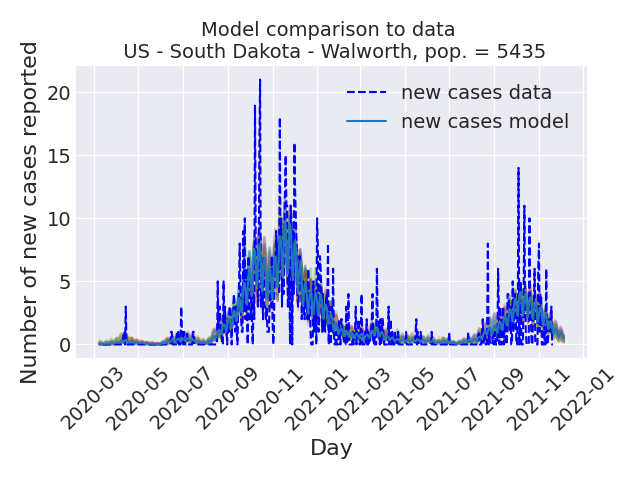 Model comparison to data
US - South Dakota - Walworth, pop. = 5435
Number of new cases reported
20
15
10
5
0
new cases data
new cases model
2020-03
2020-05
2020-07
2020-09
2020-11
2021-01
2021-03
2021-05
2021-07
2021-09
2021-11
2022-01
Day